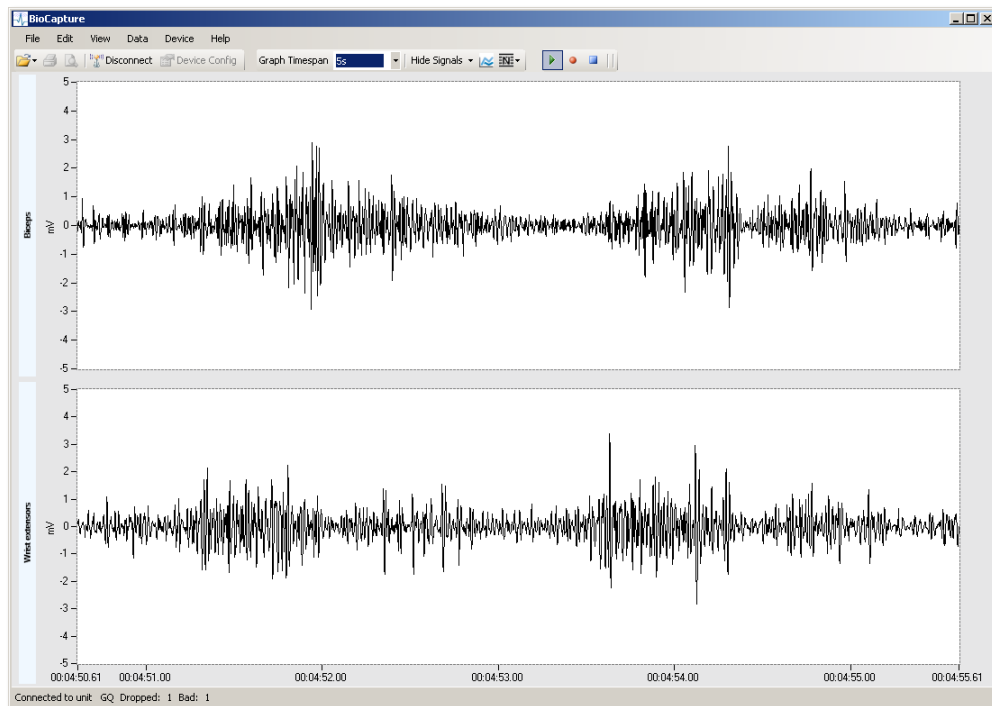 BioCapture
File Edit View Data Device Help
Disconnect Device Config Graph Timespan 5s Hide Signals N
5
4
3
2
1
0
-1
-2
-3
-4
-5
mV
Biceps
5
4
3
2
1
0
-1
-2
-3
-4
-5
mV
Wrist extensors
00:04:50.61 00:04:51.00 00:04:52.00 00:04:53.00 00:04:54.00 00:04:55.00 00:04:55.61
Connected to unit GQ Dropped: 1 Bad: 1